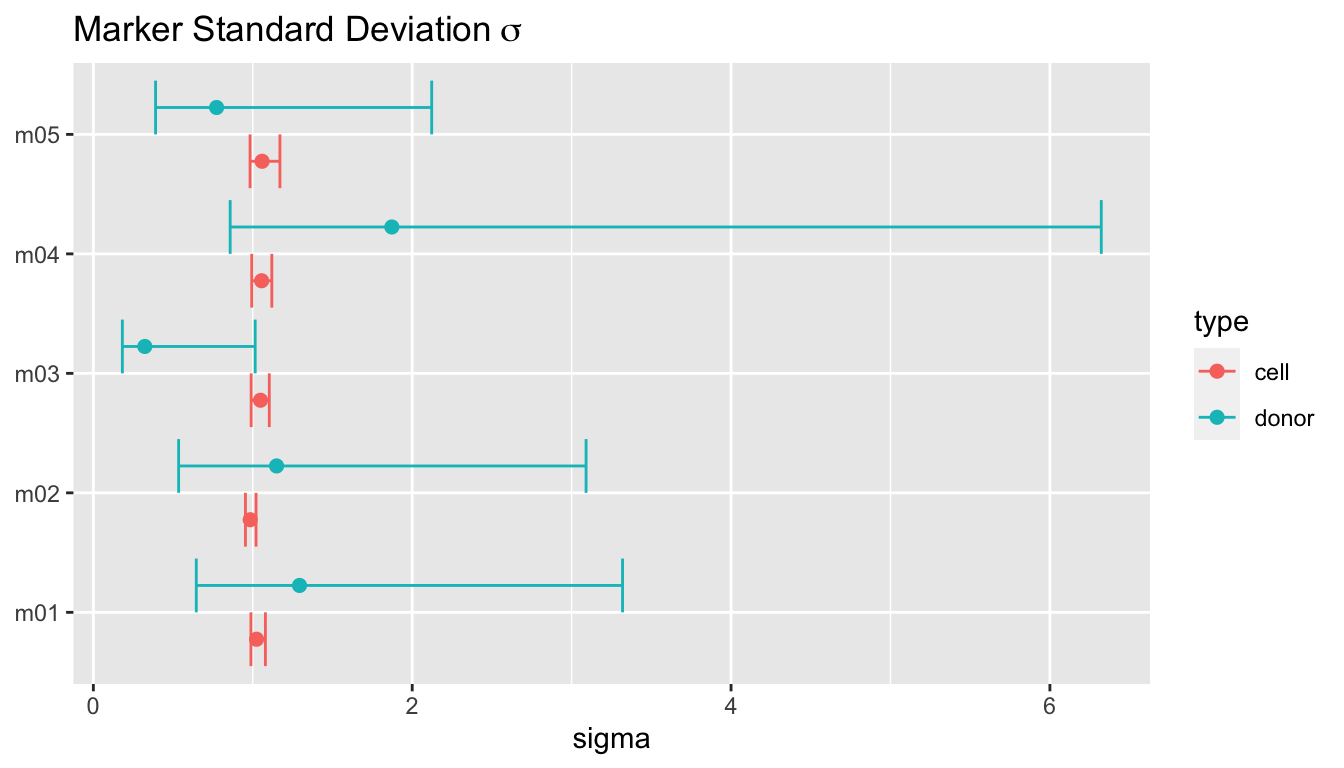 Marker Standard Deviation σ
m05
m04
m03
m02
m01
0 2 4 6
sigma
type
cell
donor